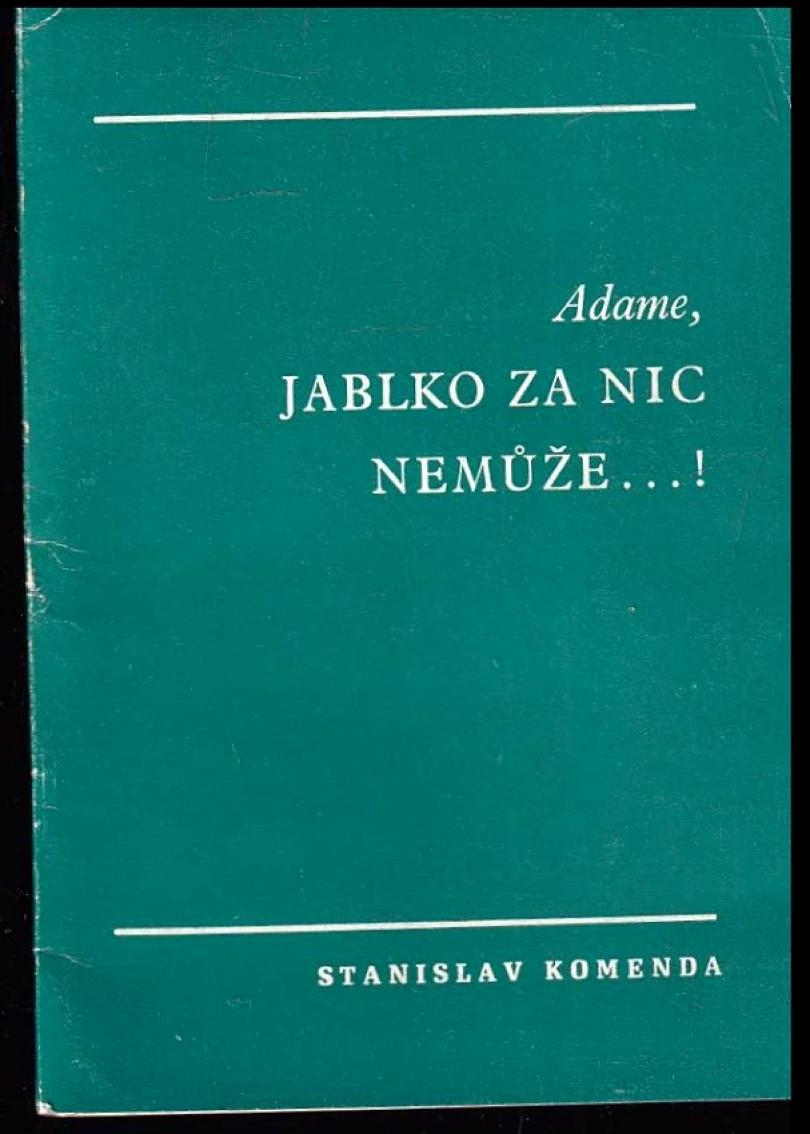 Adame,
JABLKO ZA NIC
NEMŮŽE...!
STANISLAV KOMENDA